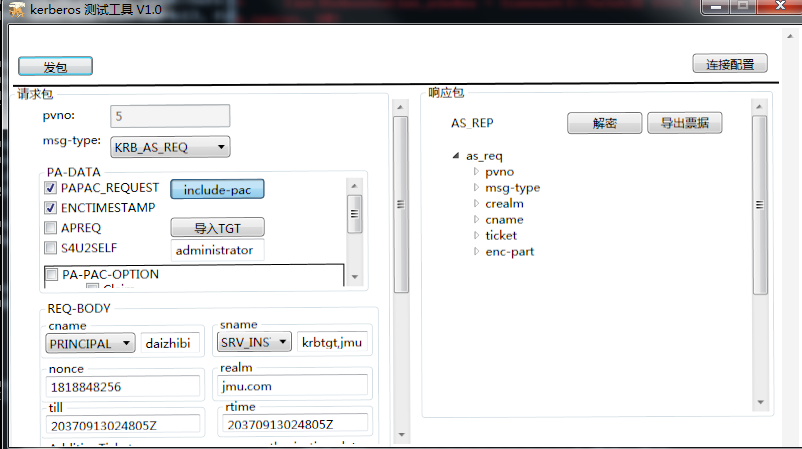 kerberos 测试工具 V1.0
发包
连接配置
请求包
pvno:
5
msg-type:
KRB_AS_REQ
PA-DATA
PAPAC_REQUEST
include-pac
ENCTIMESTAMP
APREQ
导入TGT
S4U2SELF
administrator
PA-PAC-OPTION
REQ-BODY
cname
sname
PRINCIPAL
daizhibi
SRV_INS
krbtgt,jmu
nonce
realm
1818848256
jmu.com
till
rtime
20370913024805Z
20370913024805Z
响应包
AS_REP
解密
导出票据
as_req
pvno
msg-type
crealm
cname
ticket
enc-part